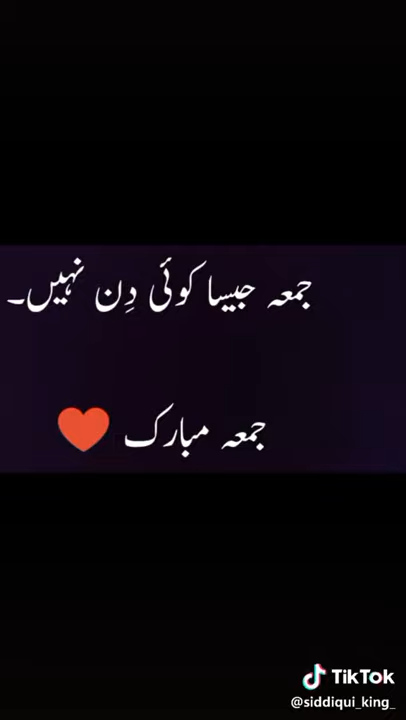 جمعہ جیسا کوئی دِن نہیں۔
جمعہ مبارک ♥
TikTok
@siddiqui_king_